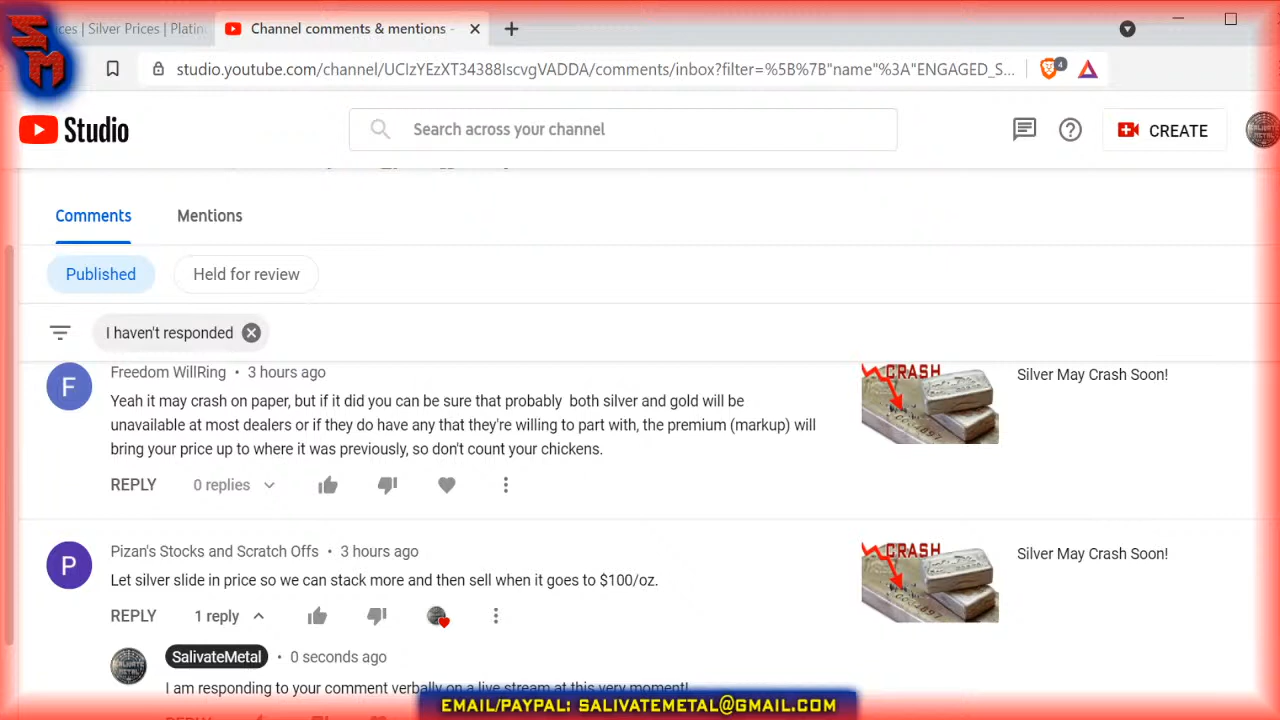 SM
ices | Silver Prices | Platin
Channel comments & mentions -
studio.youtube.com/channel/UCIzYEzXT34388IscvgVADDA/comments/inbox?filter=%5B%7B"name"%3A"ENGAGED_S...
4
Studio
Search across your channel
CREATE
Comments
Mentions
Published
Held for review
I haven't responded
F
Freedom WillRing • 3 hours ago
Yeah it may crash on paper, but if it did you can be sure that probably both silver and gold will be
unavailable at most dealers or if they do have any that they're willing to part with, the premium (markup) will
bring your price up to where it was previously, so don't count your chickens.
REPLY
0 replies
CRASH
Silver May Crash Soon!
P
Pizan's Stocks and Scratch Offs • 3 hours ago
Let silver slide in price so we can stack more and then sell when it goes to $100/oz.
REPLY
1 reply
CRASH
Silver May Crash Soon!
SalivateMetal • 0 seconds ago
I am responding to your comment verbally on a live stream at this very moment!
EMAIL/PAYPAL: SALIVATEMETAL@GMAIL.COM